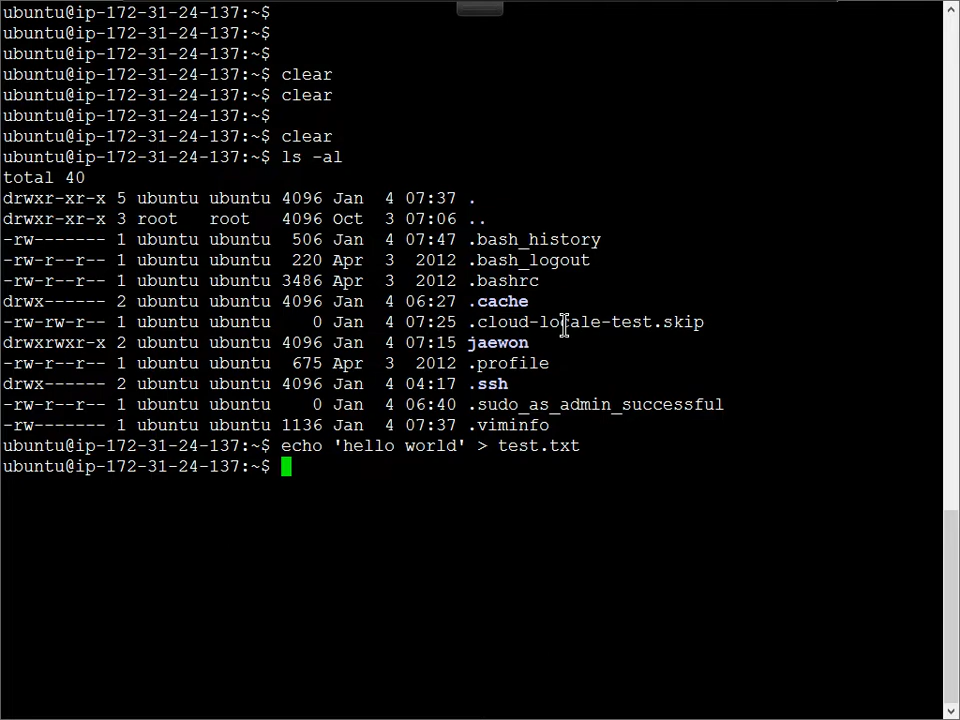 ubuntu@ip-172-31-24-137:~$
ubuntu@ip-172-31-24-137:~$
ubuntu@ip-172-31-24-137:~$
ubuntu@ip-172-31-24-137:~$ clear
ubuntu@ip-172-31-24-137:~$ clear
ubuntu@ip-172-31-24-137:~$
ubuntu@ip-172-31-24-137:~$ clear
ubuntu@ip-172-31-24-137:~$ ls -al
total 40
drwxr-xr-x 5 ubuntu ubuntu 4096 Jan  4 07:37 .
drwxr-xr-x 3 root   root   4096 Oct  3 07:06 ..
-rw------- 1 ubuntu ubuntu  506 Jan  4 07:47 .bash_history
-rw-r--r-- 1 ubuntu ubuntu  220 Apr  3  2012 .bash_logout
-rw-r--r-- 1 ubuntu ubuntu 3486 Apr  3  2012 .bashrc
drwx------ 2 ubuntu ubuntu 4096 Jan  4 06:27 .cache
-rw-rw-r-- 1 ubuntu ubuntu    0 Jan  4 07:25 .cloud-locale-test.skip
drwxrwxr-x 2 ubuntu ubuntu 4096 Jan  4 07:15 jaewon
-rw-r--r-- 1 ubuntu ubuntu  675 Apr  3  2012 .profile
drwx------ 2 ubuntu ubuntu 4096 Jan  4 04:17 .ssh
-rw-r--r-- 1 ubuntu ubuntu    0 Jan  4 06:40 .sudo_as_admin_successful
-rw------- 1 ubuntu ubuntu 1136 Jan  4 07:37 .viminfo
ubuntu@ip-172-31-24-137:~$ echo 'hello world' > test.txt
ubuntu@ip-172-31-24-137:~$